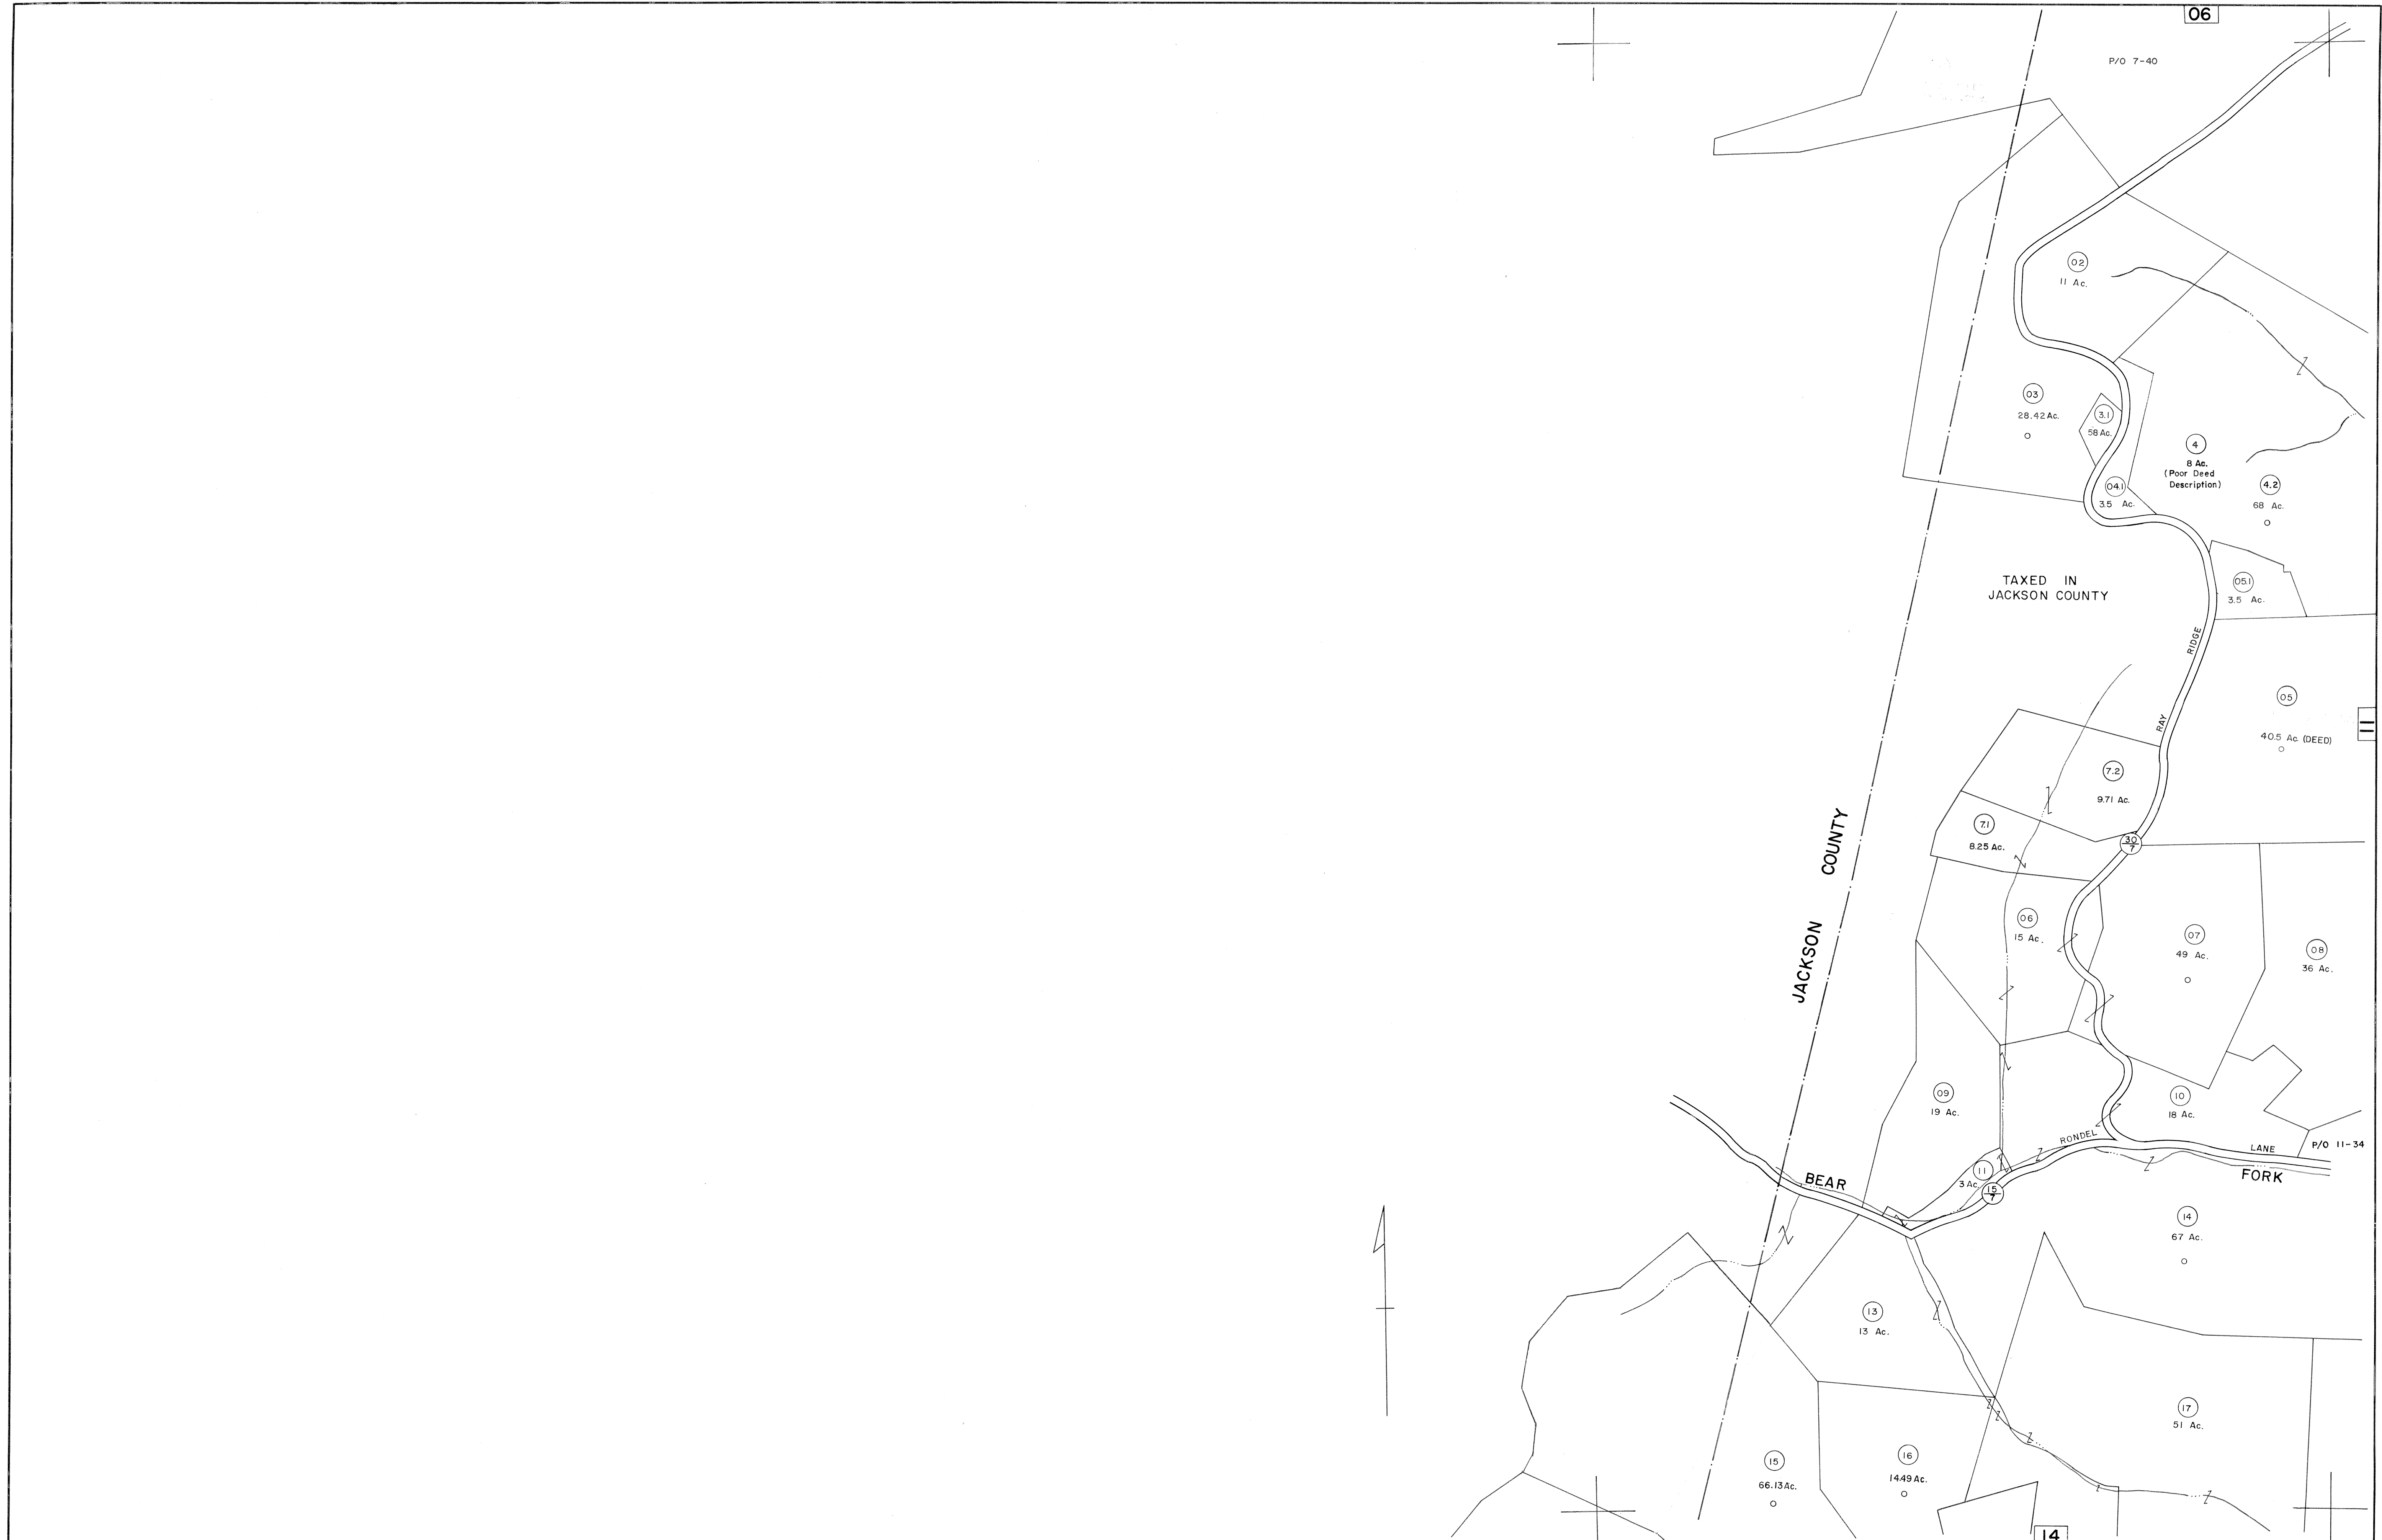 06
P/O 7-40
02
11 Ac.
03
28.42 Ac.
3.1
58 Ac.
4
8 Ac.
(Poor Deed
Description)
04.1
3.5 Ac.
4.2
68 Ac.
TAXED IN
JACKSON COUNTY
05.1
3.5 Ac.
RAY RIDGE
05
40.5 Ac. (DEED)
11
7.2
9.71 Ac.
7.1
8.25 Ac.
30
7
JACKSON COUNTY
06
15 Ac.
07
49 Ac.
08
36 Ac.
09
19 Ac.
10
18 Ac.
RONDEL LANE
P/O 11-34
11
3 Ac.
15
7
BEAR FORK
14
67 Ac.
13
13 Ac.
17
51 Ac.
15
66.13 Ac.
16
14.49 Ac.
14